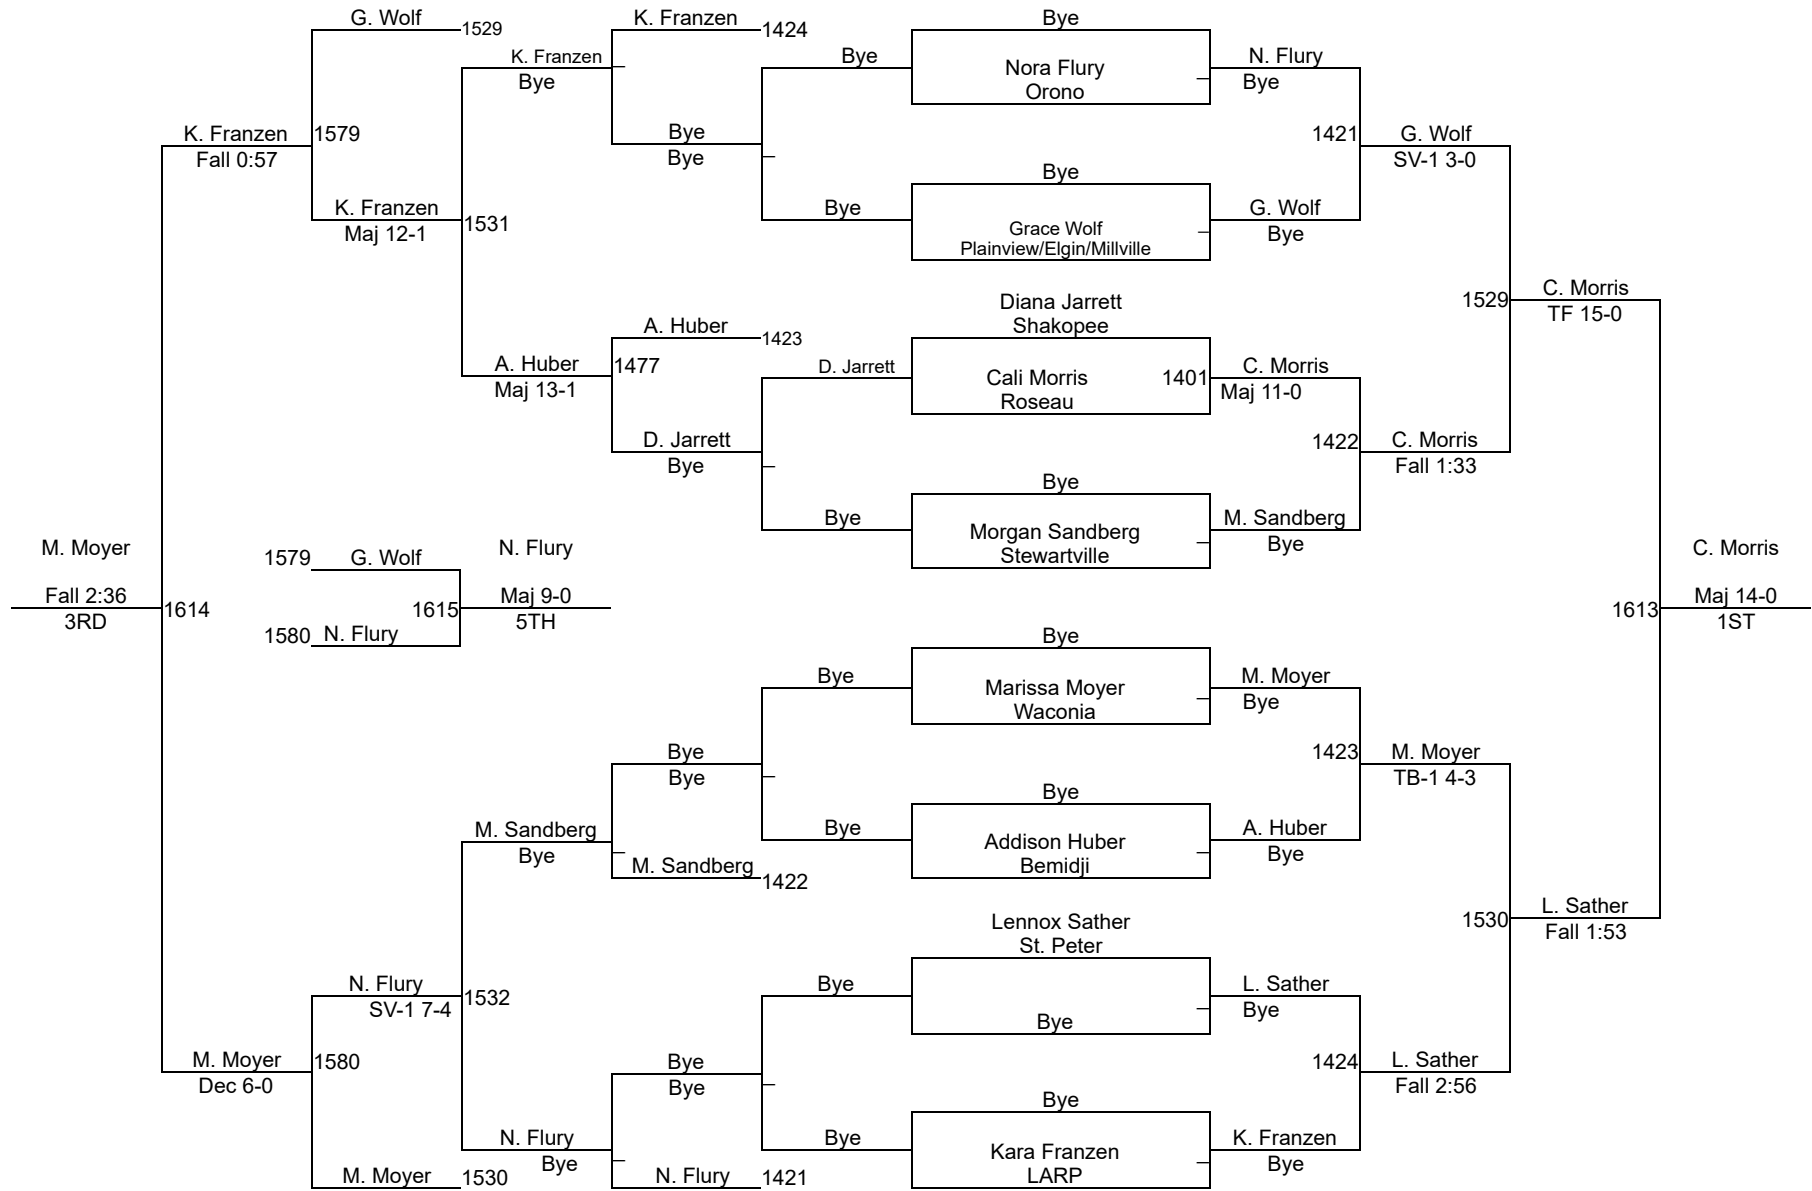 G. Wolf
1529
K. Franzen
1424
Bye
K. Franzen
Bye
Bye
Nora Flury
Orono
N. Flury
Bye
K. Franzen
Fall 0:57
1579
Bye
Bye
1421
G. Wolf
SV-1 3-0
Bye
K. Franzen
Maj 12-1
1531
Bye
Grace Wolf
Plainview/Elgin/Millville
G. Wolf
Bye
Diana Jarrett
Shakopee
1529
C. Morris
TF 15-0
A. Huber
1423
A. Huber
Maj 13-1
1477
D. Jarrett
Cali Morris
Roseau
1401
C. Morris
Maj 11-0
D. Jarrett
Bye
1422
C. Morris
Fall 1:33
Bye
Bye
Morgan Sandberg
Stewartville
M. Sandberg
Bye
M. Moyer
Fall 2:36
3RD
1614
1579
G. Wolf
1580
N. Flury
1615
N. Flury
Maj 9-0
5TH
1613
C. Morris
Maj 14-0
1ST
Bye
Bye
Marissa Moyer
Waconia
M. Moyer
Bye
Bye
Bye
1423
M. Moyer
TB-1 4-3
Bye
M. Sandberg
Bye
Bye
Addison Huber
Bemidji
A. Huber
Bye
M. Sandberg
1422
Lennox Sather
St. Peter
1530
L. Sather
Fall 1:53
N. Flury
SV-1 7-4
1532
Bye
Bye
L. Sather
Bye
M. Moyer
Dec 6-0
1580
Bye
Bye
1424
L. Sather
Fall 2:56
Bye
N. Flury
Bye
Bye
Kara Franzen
LARP
K. Franzen
Bye
M. Moyer
1530
N. Flury
1421